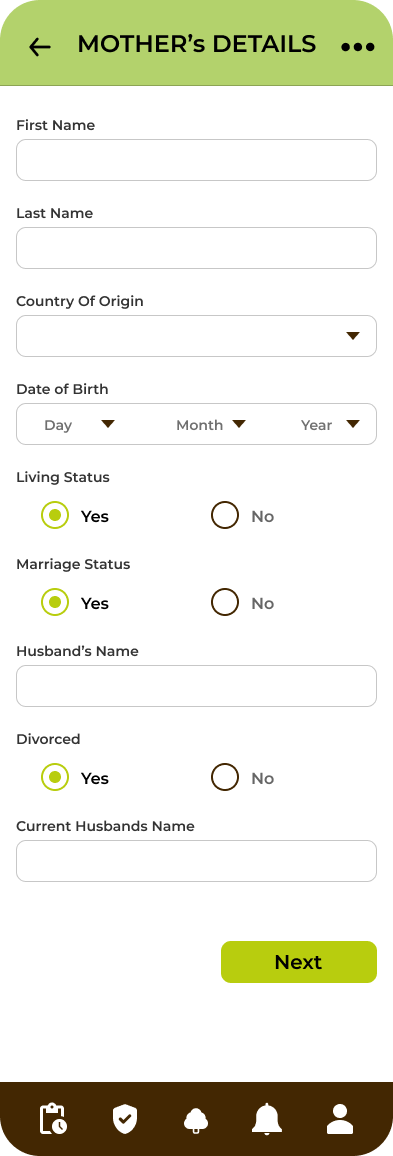 MOTHER’s DETAILS
First Name
Last Name
Country Of Origin
Date of Birth
Day Month Year
Living Status
Yes No
Marriage Status
Yes No
Husband’s Name
Divorced
Yes No
Current Husbands Name
Next